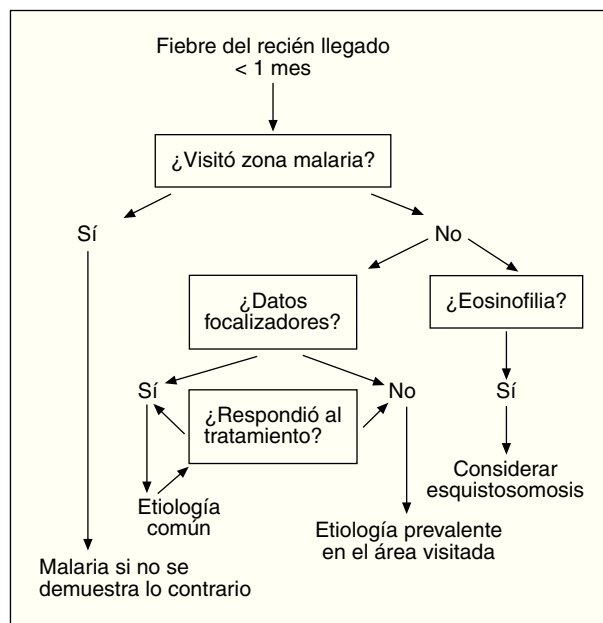 Fiebre del recién llegado
< 1 mes
¿Visitó zona malaria?
Sí
No
¿Datos
focalizadores?
¿Eosinofilia?
Sí
No
Sí
¿Respondió al
tratamiento?
Considerar
esquistosomosis
Etiología
común
Etiología prevalente
en el área visitada
Malaria si no se
demuestra lo contrario